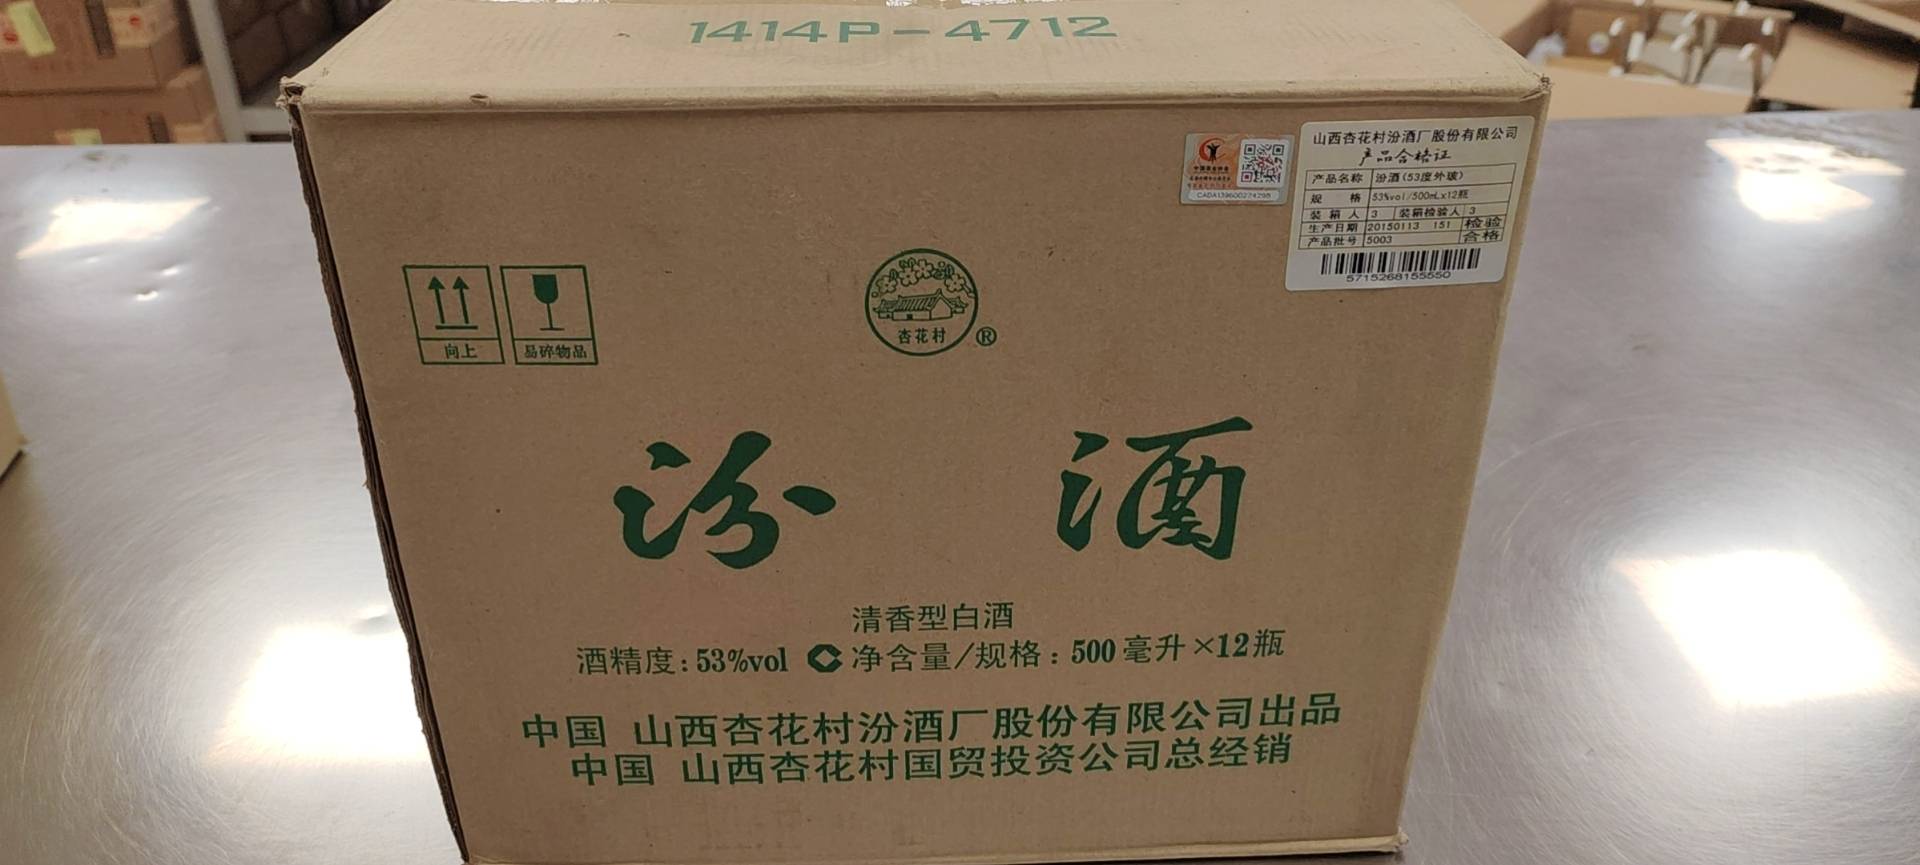 1414P-4712
山西杏花村汾酒厂股份有限公司
产品合格证
产品名称 汾酒(53度外玻)
规格 53%vol/500mLx12瓶
装箱人 3 装箱检验人 3
生产日期 20150113 151 检验
产品批号 5003 合格
5715268155550
CADA139600224295
向上
易碎物品
杏花村
®
汾酒
清香型白酒
酒精度:53%vol 净含量/规格:500毫升×12瓶
中国 山西杏花村汾酒厂股份有限公司出品
中国 山西杏花村国贸投资公司总经销